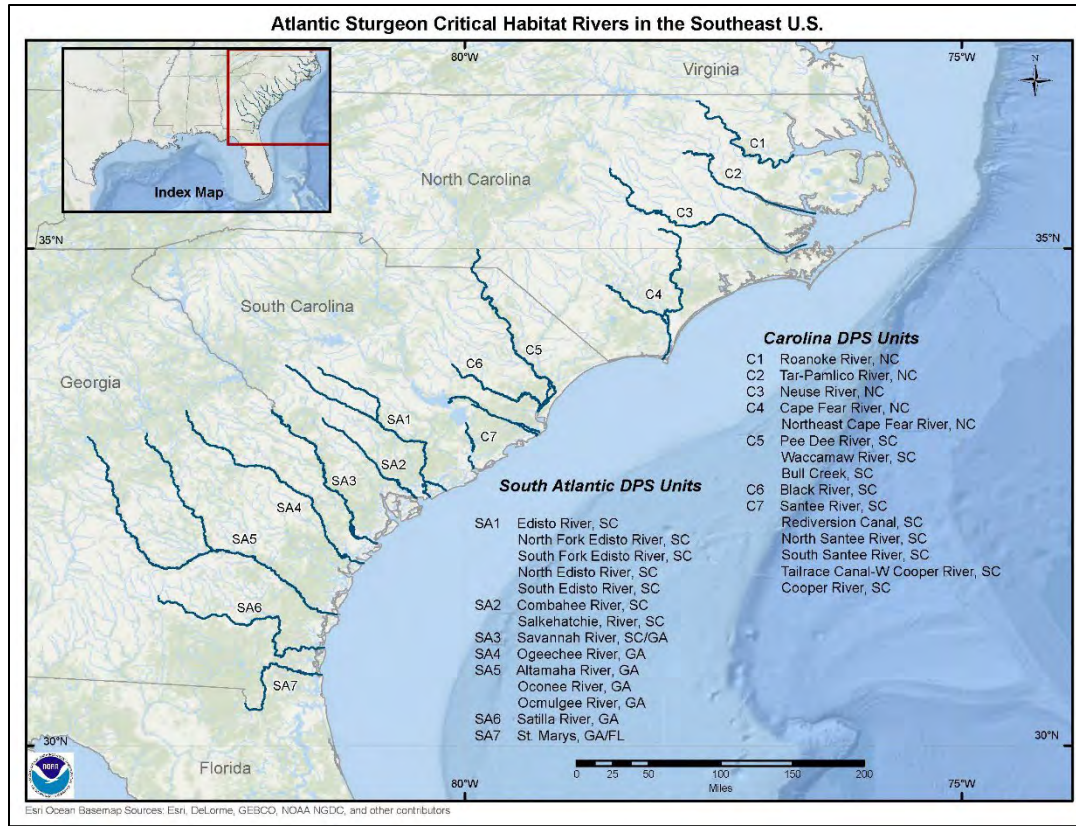 Atlantic Sturgeon Critical Habitat Rivers in the Southeast U.S.
80°W
75°W
Virginia
N
Index Map
North Carolina
C1
C2
C3
35°N
35°N
South Carolina
C4
Georgia
C5
C6
C7
SA1
SA2
SA3
SA4
SA5
SA6
SA7
Carolina DPS Units
C1 Roanoke River, NC
C2 Tar-Pamlico River, NC
C3 Neuse River, NC
C4 Cape Fear River, NC
Northeast Cape Fear River, NC
C5 Pee Dee River, SC
Waccamaw River, SC
Bull Creek, SC
C6 Black River, SC
C7 Santee River, SC
Rediversion Canal, SC
North Santee River, SC
South Santee River, SC
Tailrace Canal-W Cooper River, SC
Cooper River, SC
South Atlantic DPS Units
SA1 Edisto River, SC
North Fork Edisto River, SC
South Fork Edisto River, SC
North Edisto River, SC
South Edisto River, SC
SA2 Combahee River, SC
Salkehatchie, River, SC
SA3 Savannah River, SC/GA
SA4 Ogeechee River, GA
SA5 Altamaha River, GA
Oconee River, GA
Ocmulgee River, GA
SA6 Satilla River, GA
SA7 St. Marys, GA/FL
30°N
30°N
Florida
0 25 50 100 150 200
Miles
NOAA
80°W
75°W
Esri Ocean Basemap Sources: Esri, DeLorme, GEBCO, NOAA NGDC, and other contributors